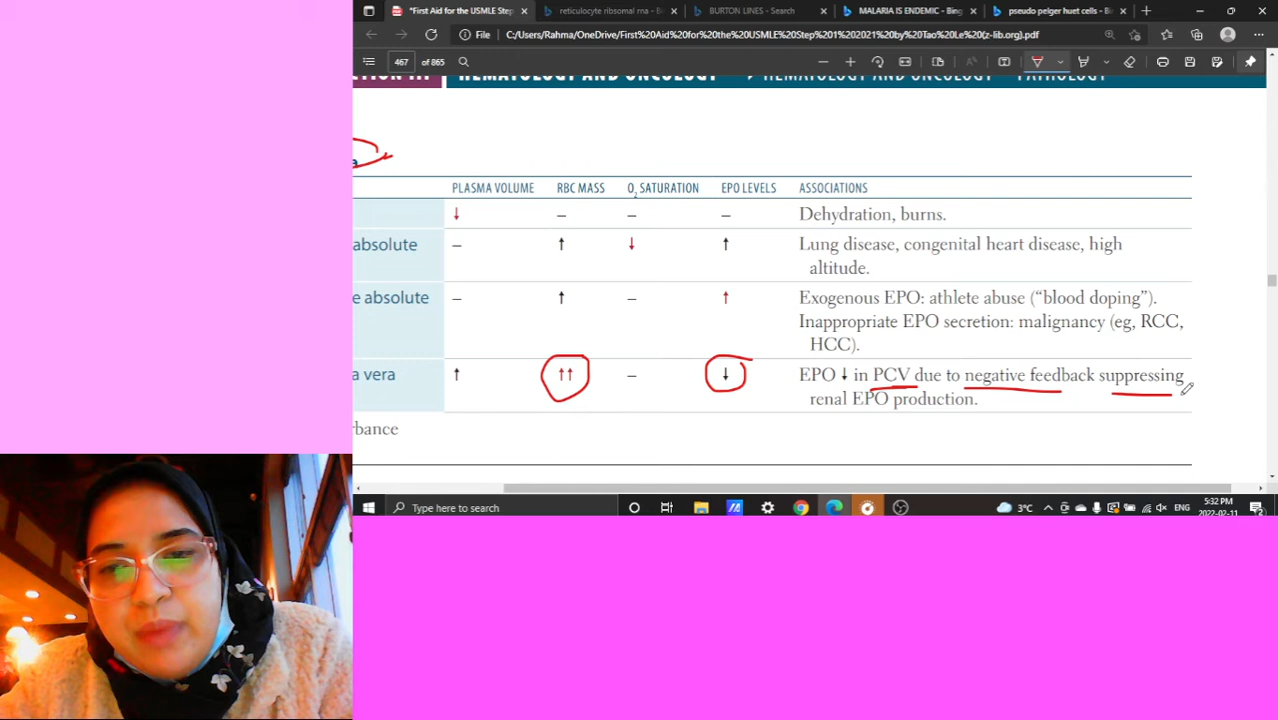 *First Aid for the USMLE Step
reticulocyte ribsomal rna - Bi
BURTON LINES - Search
MALARIA IS ENDEMIC - Bing
pseudo pelger huet cells - Bi
File
C:/Users/Rahma/OneDrive/First%20Aid%20for%20the%20USMLE%20Step%201%202021%20by%20Tao%20Le%20(z-lib.org).pdf
467 of 865
HEMATOLOGY AND ONCOLOGY
HEMATOLOGY AND ONCOLOGY—PATHOLOGY
a
PLASMA VOLUME RBC MASS O2 SATURATION EPO LEVELS ASSOCIATIONS
↓ – – – Dehydration, burns.
absolute – ↑ ↓ ↑ Lung disease, congenital heart disease, high
altitude.
e absolute – ↑ – ↑ Exogenous EPO: athlete abuse (“blood doping”).
Inappropriate EPO secretion: malignancy (eg, RCC,
HCC).
a vera ↑ ↑↑ – ↓ EPO ↓ in PCV due to negative feedback suppressing
renal EPO production.
rbance
Type here to search
3°C
ENG
5:32 PM
2022-02-11